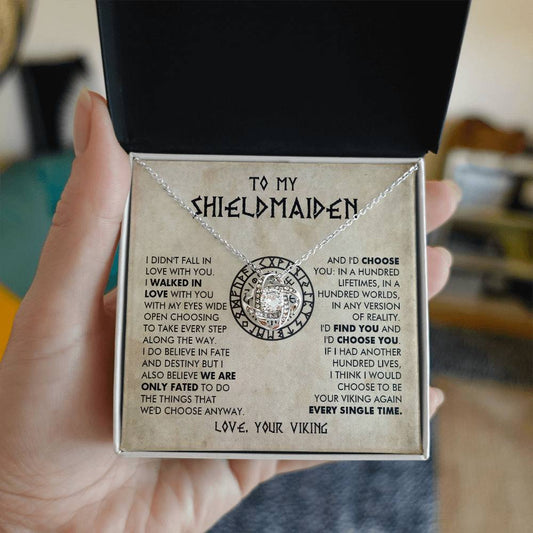 TO MY
SHIELDMAIDEN
I DIDN'T FALL IN
LOVE WITH YOU.
I WALKED IN
LOVE WITH YOU
WITH MY EYES WIDE
OPEN CHOOSING
TO TAKE EVERY STEP
ALONG THE WAY.
I DO BELIEVE IN FATE
AND DESTINY BUT I
ALSO BELIEVE WE ARE
ONLY FATED TO DO
THE THINGS THAT
WE'D CHOOSE ANYWAY.
AND I'D CHOOSE
YOU: IN A HUNDRED
LIFETIMES, IN A
HUNDRED WORLDS,
IN ANY VERSION
OF REALITY.
I'D FIND YOU AND
I'D CHOOSE YOU.
IF I HAD ANOTHER
HUNDRED LIVES,
I THINK I WOULD
CHOOSE TO BE
YOUR VIKING AGAIN
EVERY SINGLE TIME.
LOVE, YOUR VIKING